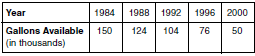 Year 1984 1988 1992 1996 2000
Gallons Available 150 124 104 76 50
(in thousands)